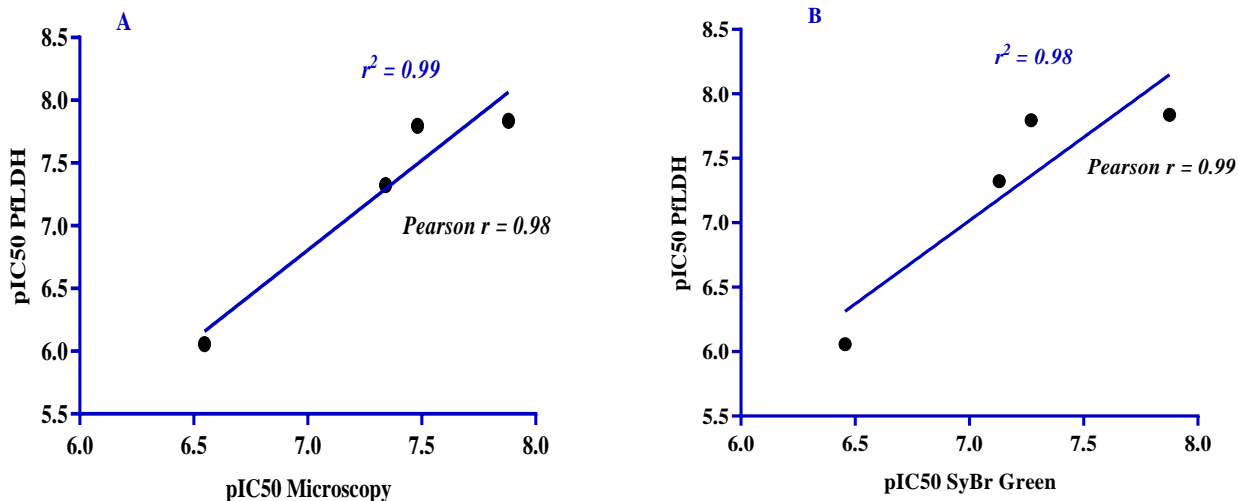 A
8.5
8.0
7.5
7.0
6.5
6.0
5.5
pIC50 PfLDH
r² = 0.99
Pearson r = 0.98
6.0 6.5 7.0 7.5 8.0
pIC50 Microscopy
B
8.5
8.0
7.5
7.0
6.5
6.0
5.5
pIC50 PfLDH
r² = 0.98
Pearson r = 0.99
6.0 6.5 7.0 7.5 8.0
pIC50 SyBr Green